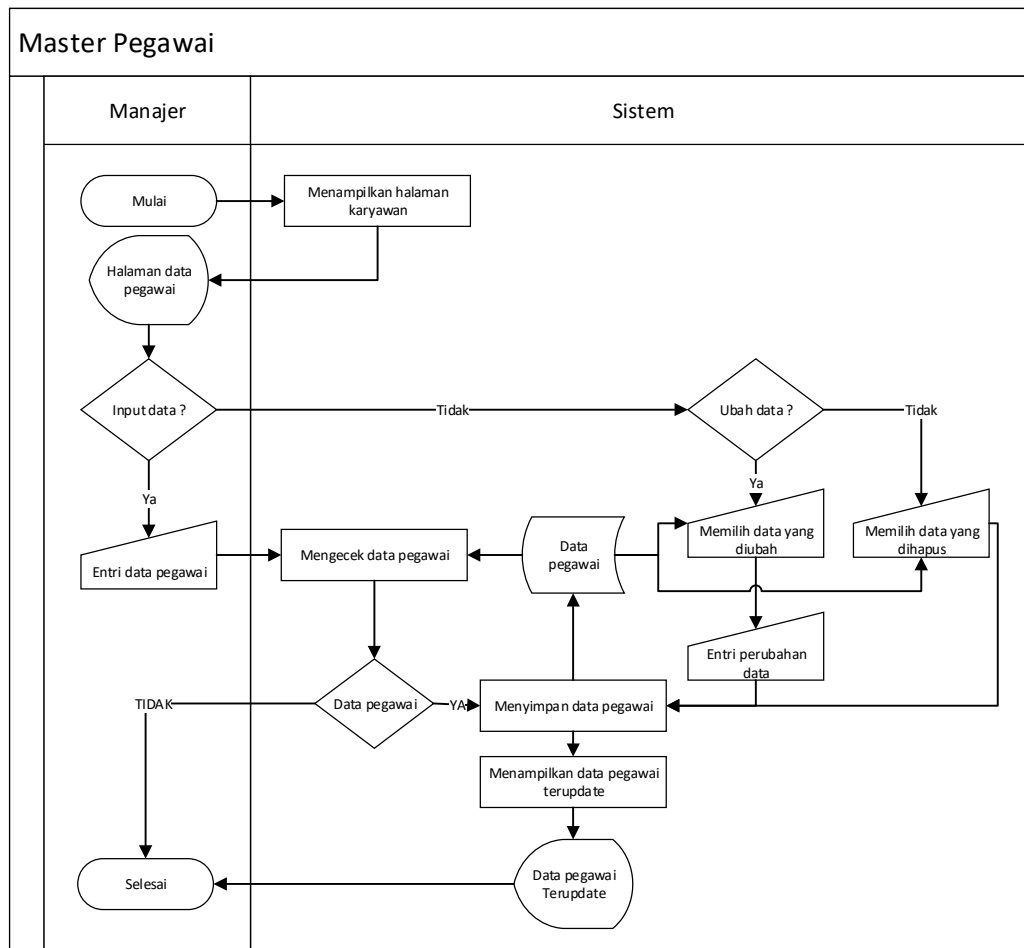 Master Pegawai
Manajer
Sistem
Mulai
Menampilkan halaman
karyawan
Halaman data
pegawai
Input data ?
Tidak
Ubah data ?
Tidak
Ya
Ya
Entri data pegawai
Mengecek data pegawai
Data
pegawai
Memilih data yang
diubah
Memilih data yang
dihapus
Entri perubahan
data
TIDAK
Data pegawai
YA
Menyimpan data pegawai
Menampilkan data pegawai
terupdate
Selesai
Data pegawai
Terupdate